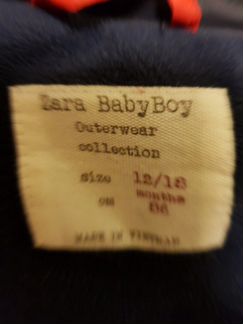 Zara BabyBoy
Outerwear
collection
size 12/18
months
cm 86
MADE IN VIETNAM